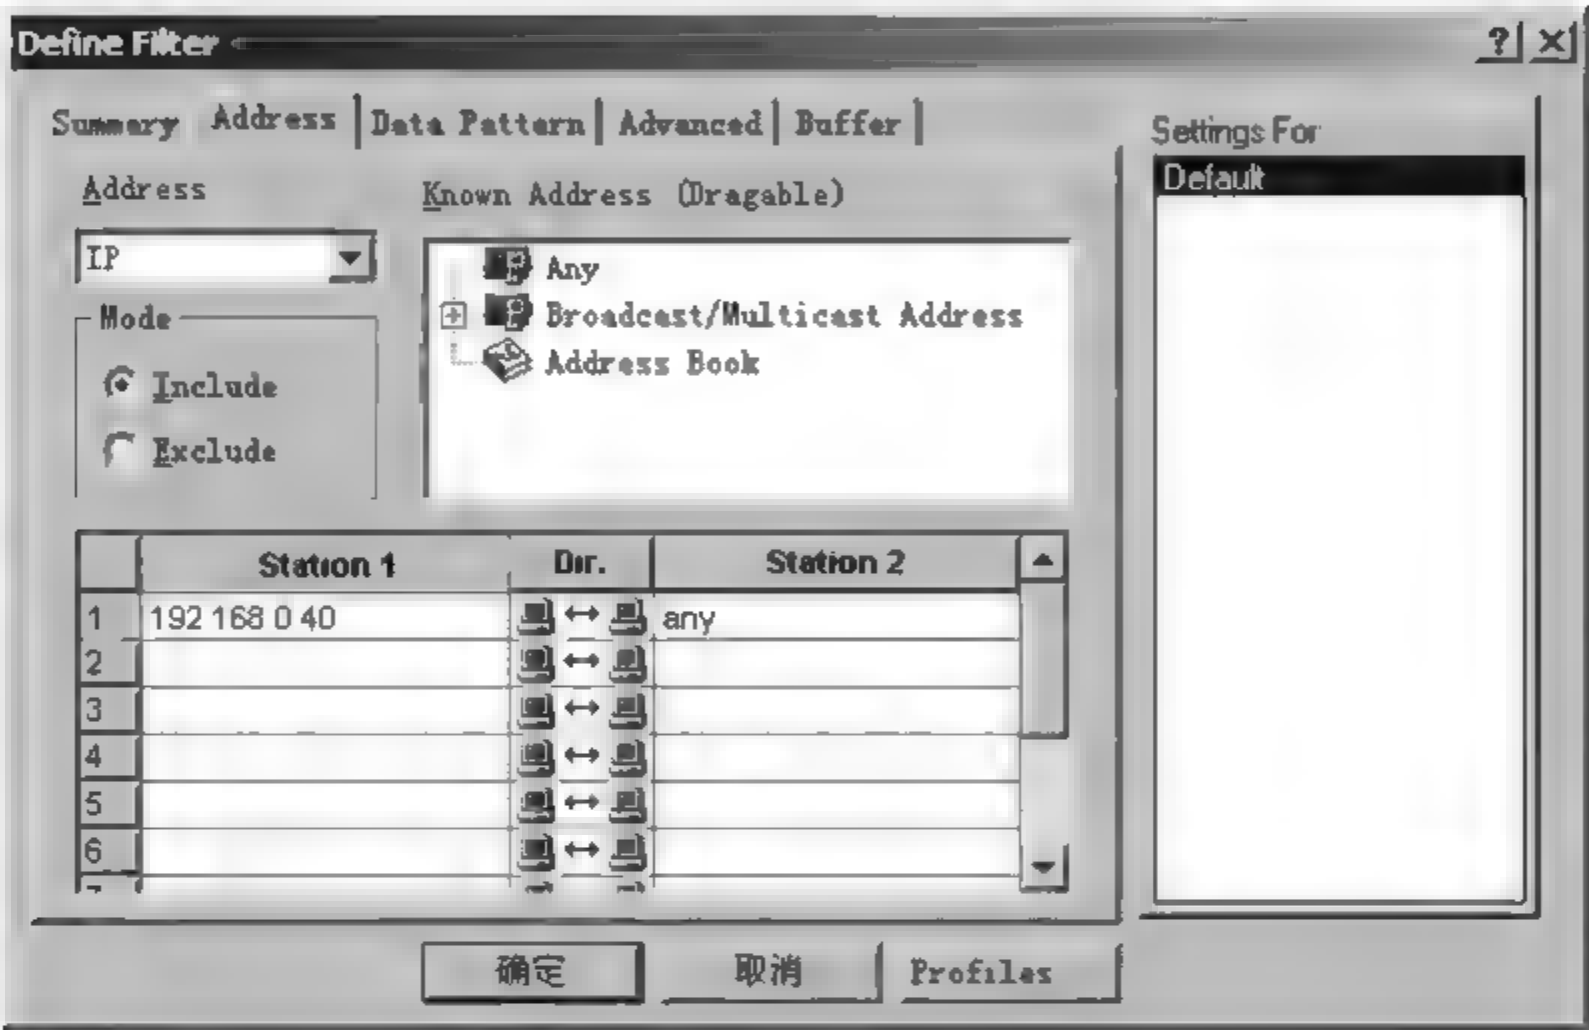 Define Filter
Summary Address Data Pattern Advanced Buffer
Settings For
Address
Known Address (Dragable)
Default
IP
Any
Mode
Broadcast/Multicast Address
Address Book
Include
Exclude
Station 1 Dir. Station 2
1 192 168 0 40 any
2
3
4
5
6
确定 取消 Profiles